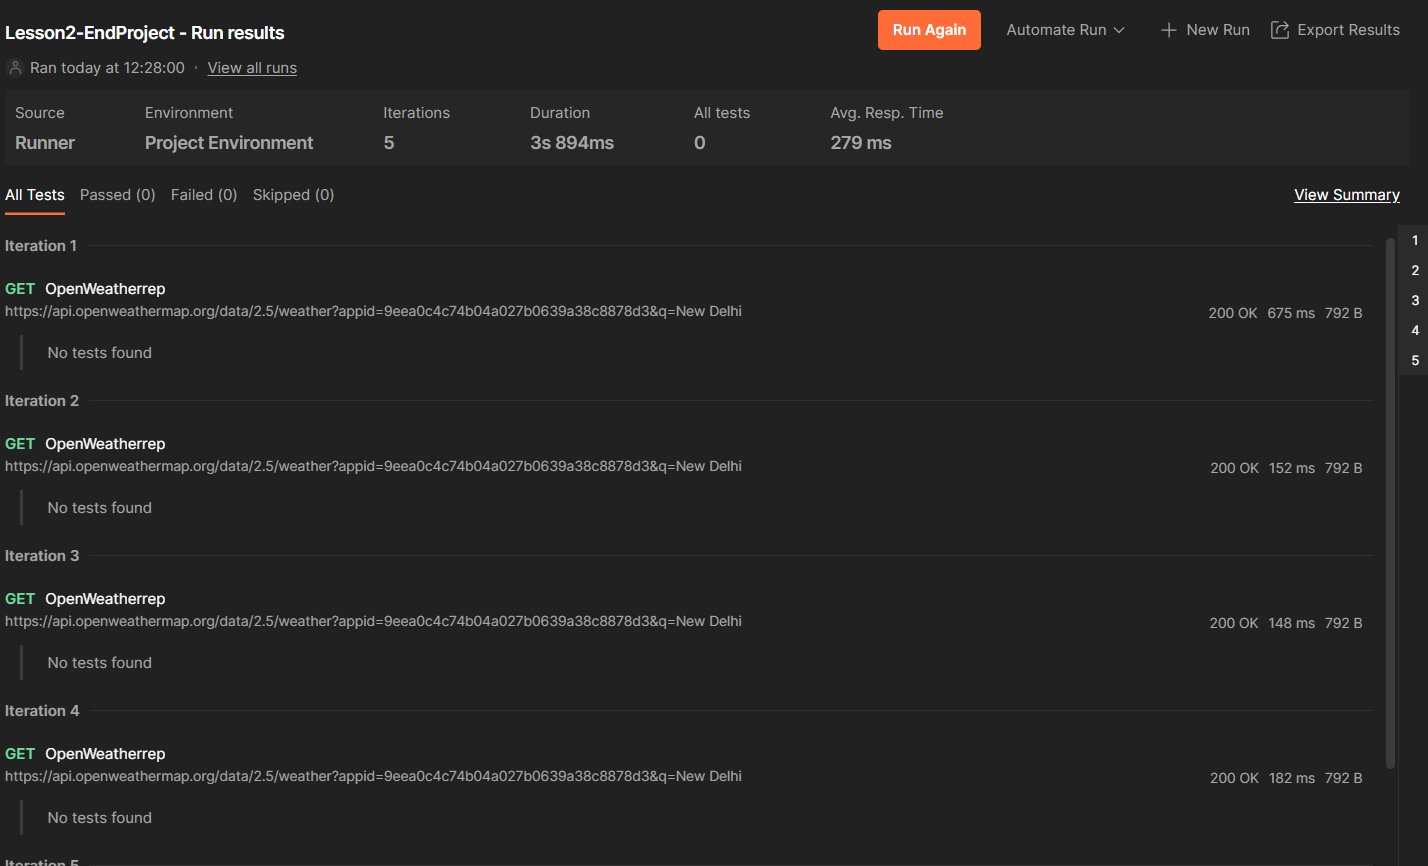 Lesson2-EndProject - Run results
Run Again
Automate Run
New Run
Export Results
Ran today at 12:28:00 · View all runs
Source Environment Iterations Duration All tests Avg. Resp. Time
Runner Project Environment 5 3s 894ms 0 279 ms
All Tests Passed (0) Failed (0) Skipped (0) View Summary
Iteration 1
GET OpenWeatherrep
https://api.openweathermap.org/data/2.5/weather?appid=9eea0c4c74b04a027b0639a38c8878d3&q=New Delhi 200 OK 675 ms 792 B
No tests found
Iteration 2
GET OpenWeatherrep
https://api.openweathermap.org/data/2.5/weather?appid=9eea0c4c74b04a027b0639a38c8878d3&q=New Delhi 200 OK 152 ms 792 B
No tests found
Iteration 3
GET OpenWeatherrep
https://api.openweathermap.org/data/2.5/weather?appid=9eea0c4c74b04a027b0639a38c8878d3&q=New Delhi 200 OK 148 ms 792 B
No tests found
Iteration 4
GET OpenWeatherrep
https://api.openweathermap.org/data/2.5/weather?appid=9eea0c4c74b04a027b0639a38c8878d3&q=New Delhi 200 OK 182 ms 792 B
No tests found
Iteration 5
1
2
3
4
5